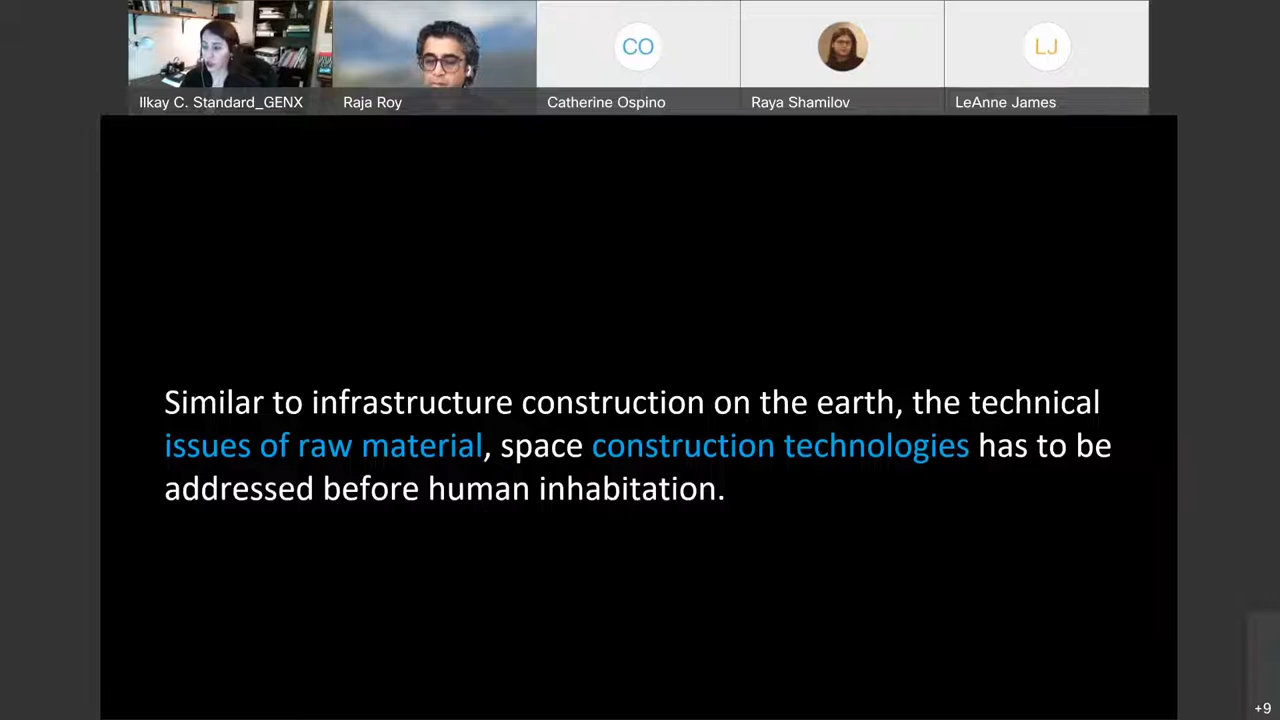 Ilkay C. Standard_GENX
Raja Roy
CO
Catherine Ospino
Raya Shamilov
LJ
LeAnne James
Similar to infrastructure construction on the earth, the technical
issues of raw material, space construction technologies has to be
addressed before human inhabitation.
+9